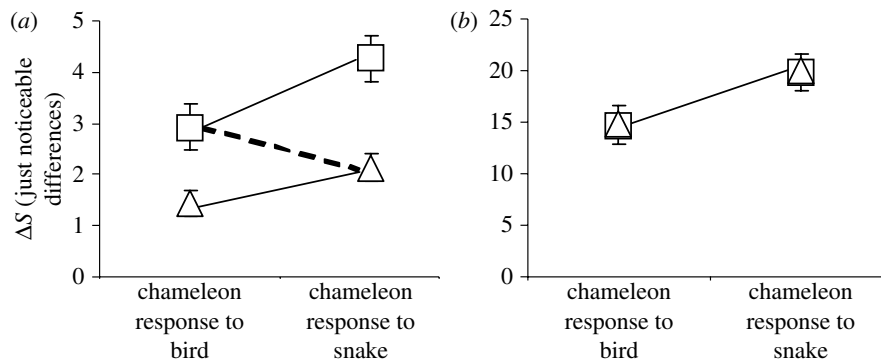 (a)
ΔS (just noticeable
differences)
5
4
3
2
1
0
chameleon
response to
bird
chameleon
response to
snake
(b)
25
20
15
10
5
0
chameleon
response to
bird
chameleon
response to
snake